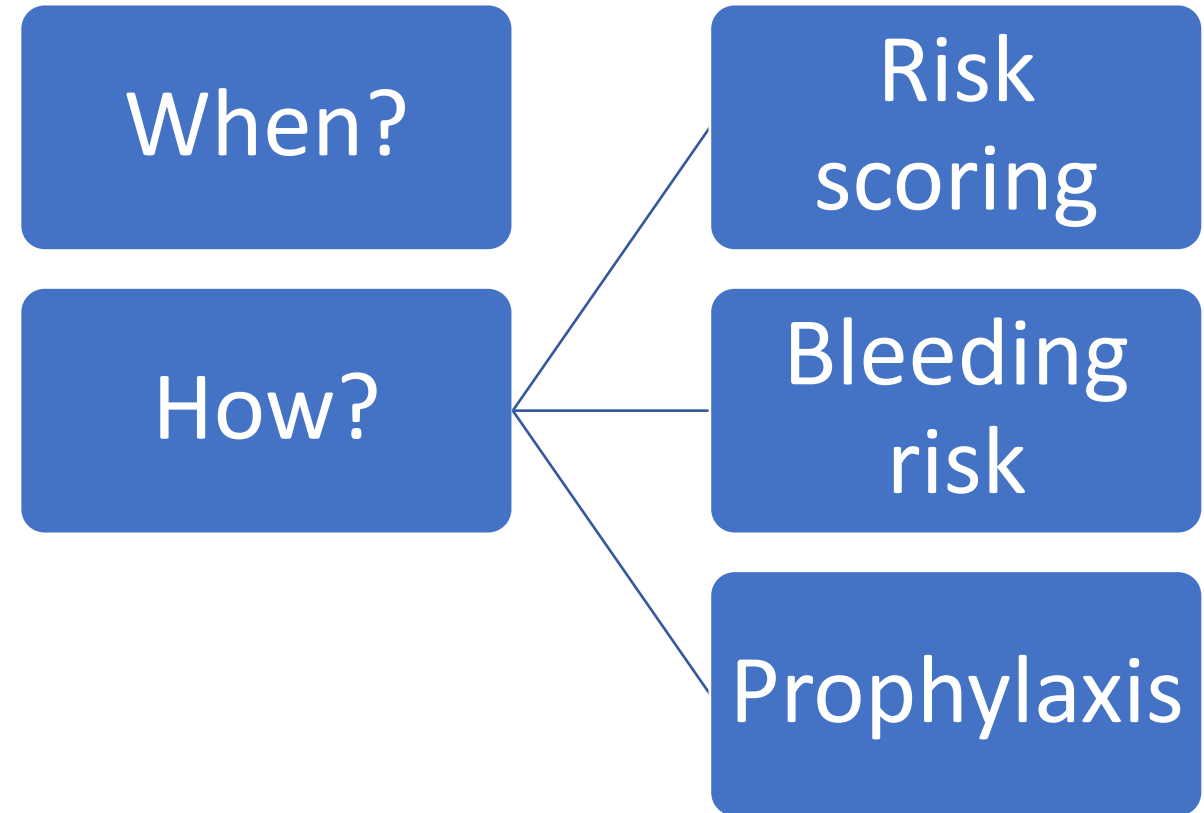 When?
How?
Risk
scoring
Bleeding
risk
Prophylaxis